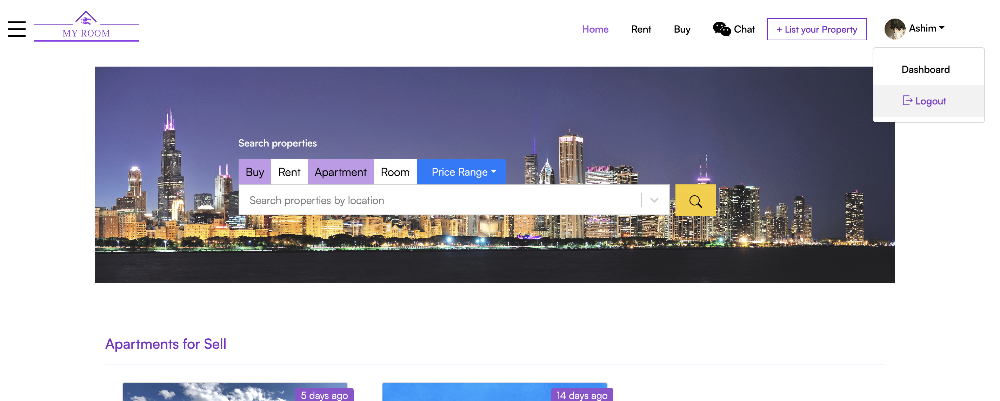 MY ROOM
Home Rent Buy Chat + List your Property Ashim
Dashboard
Logout
Search properties
Buy Rent Apartment Room Price Range
Search properties by location
Apartments for Sell
5 days ago 14 days ago